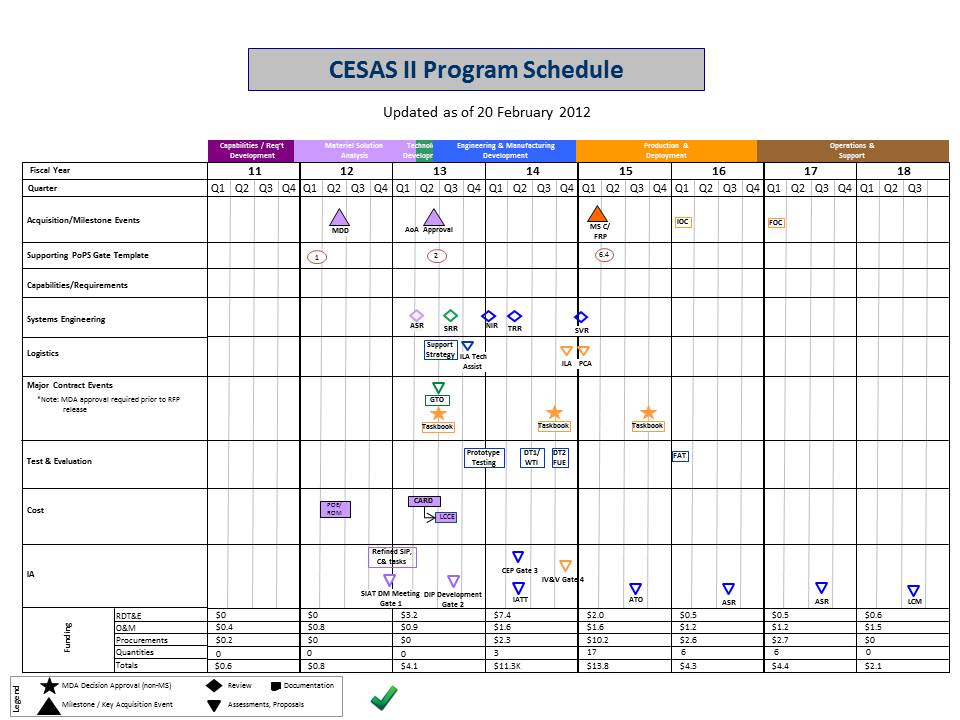 CESAS II Program Schedule
Updated as of 20 February 2012
Capabilities / Req't Materiel Solution Technol Engineering & Manufacturing Production & Operations &
Development Analysis Develop Development Deployment Support
Fiscal Year 11 12 13 14 15 16 17 18
Quarter Q1 Q2 Q3 Q4 Q1 Q2 Q3 Q4 Q1 Q2 Q3 Q4 Q1 Q2 Q3 Q4 Q1 Q2 Q3 Q4 Q1 Q2 Q3 Q4 Q1 Q2 Q3 Q4 Q1 Q2 Q3
Acquisition/Milestone Events IOC FOC
MDD AoA Approval MS C/
FRP
Supporting PoPS Gate Template 1 2 6.4
Capabilities/Requirements
Systems Engineering
ASR SRR NIR TRR SVR
Logistics Support
Strategy ILA Tech
Assist ILA PCA
Major Contract Events
*Note: MDA approval required prior to RFP
release
GTO
Taskbook Taskbook Taskbook
Test & Evaluation Prototype
Testing DT1/
WTI DT2
FUE FAT
Cost POE/
ROM CARD
LCCE
IA Refined SIP,
C& tasks
CEP Gate 3 IV&V Gate 4
SIAT DM Meeting
Gate 1 DIP Development
Gate 2 IATT ATO ASR ASR LCM
Funding
RDT&E $0 $0 $3.2 $7.4 $2.0 $0.5 $0.5 $0.6
O&M $0.4 $0.8 $0.9 $1.6 $1.6 $1.2 $1.2 $1.5
Procurements $0.2 $0 $0 $2.3 $10.2 $2.6 $2.7 $0
Quantities 0 0 0 3 17 6 6 0
Totals $0.6 $0.8 $4.1 $11.3K $13.8 $4.3 $4.4 $2.1
Legend
MDA Decision Approval (non-MS) Review Documentation
Milestone / Key Acquisition Event Assessments, Proposals